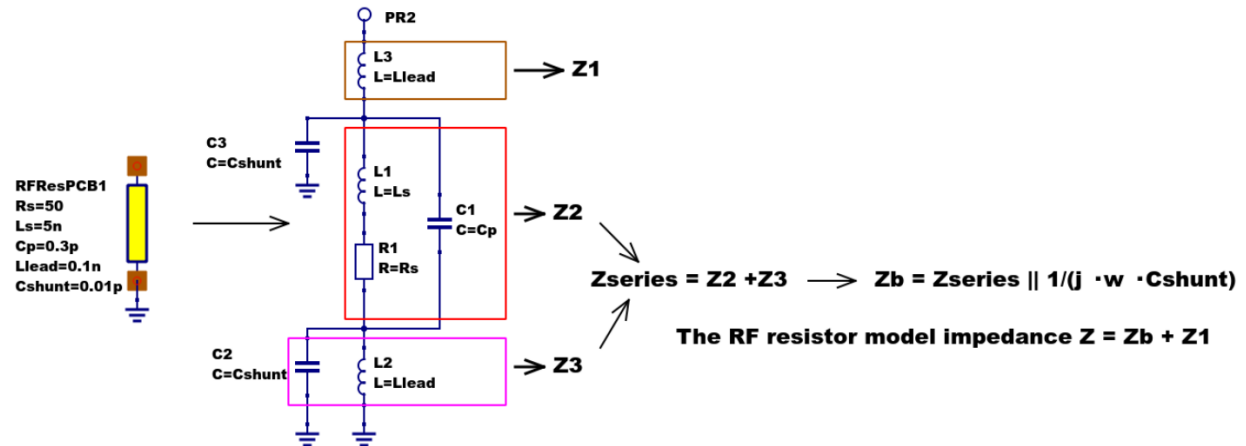 PR2
L3
L=Llead
Z1
C3
C=Cshunt
L1
L=Ls
C1
C=Cp
Z2
R1
R=Rs
RFResPCB1
Rs=50
Ls=5n
Cp=0.3p
Llead=0.1n
Cshunt=0.01p
Zseries = Z2 +Z3
Zb = Zseries || 1/(j ·w ·Cshunt)
The RF resistor model impedance Z = Zb + Z1
C2
C=Cshunt
L2
L=Llead
Z3